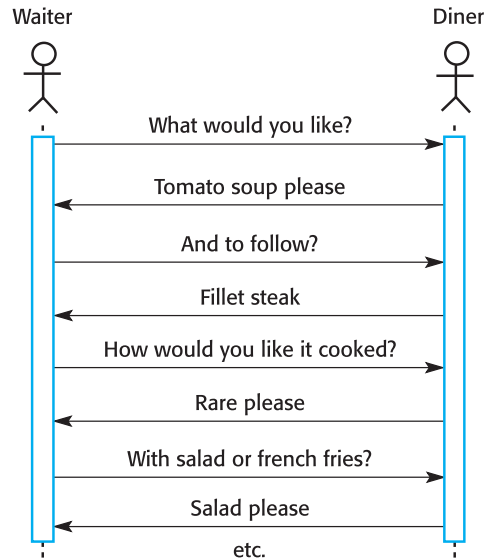 Waiter
Diner
What would you like?
Tomato soup please
And to follow?
Fillet steak
How would you like it cooked?
Rare please
With salad or french fries?
Salad please
etc.